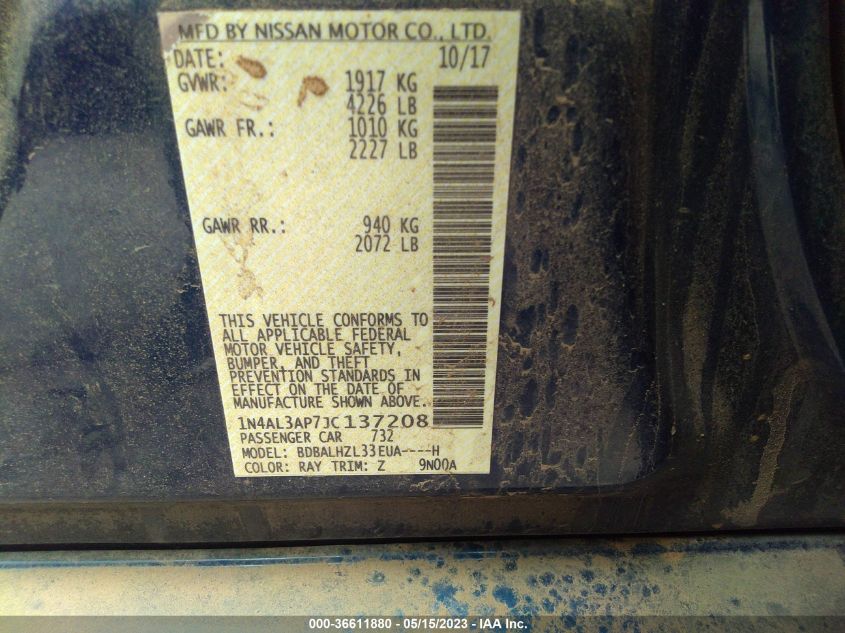 MFD BY NISSAN MOTOR CO., LTD.
DATE: 10/17
GVWR: 1917 KG
4226 LB
GAWR FR.: 1010 KG
2227 LB
GAWR RR.: 940 KG
2072 LB
THIS VEHICLE CONFORMS TO
ALL APPLICABLE FEDERAL
MOTOR VEHICLE SAFETY,
BUMPER, AND THEFT
PREVENTION STANDARDS IN
EFFECT ON THE DATE OF
MANUFACTURE SHOWN ABOVE.
1N4AL3AP7JC137208
PASSENGER CAR 732
MODEL: BDBALHZL33EUA----H
COLOR: RAY TRIM: Z 9N00A
000-36611880 - 05/15/2023 - IAA Inc.